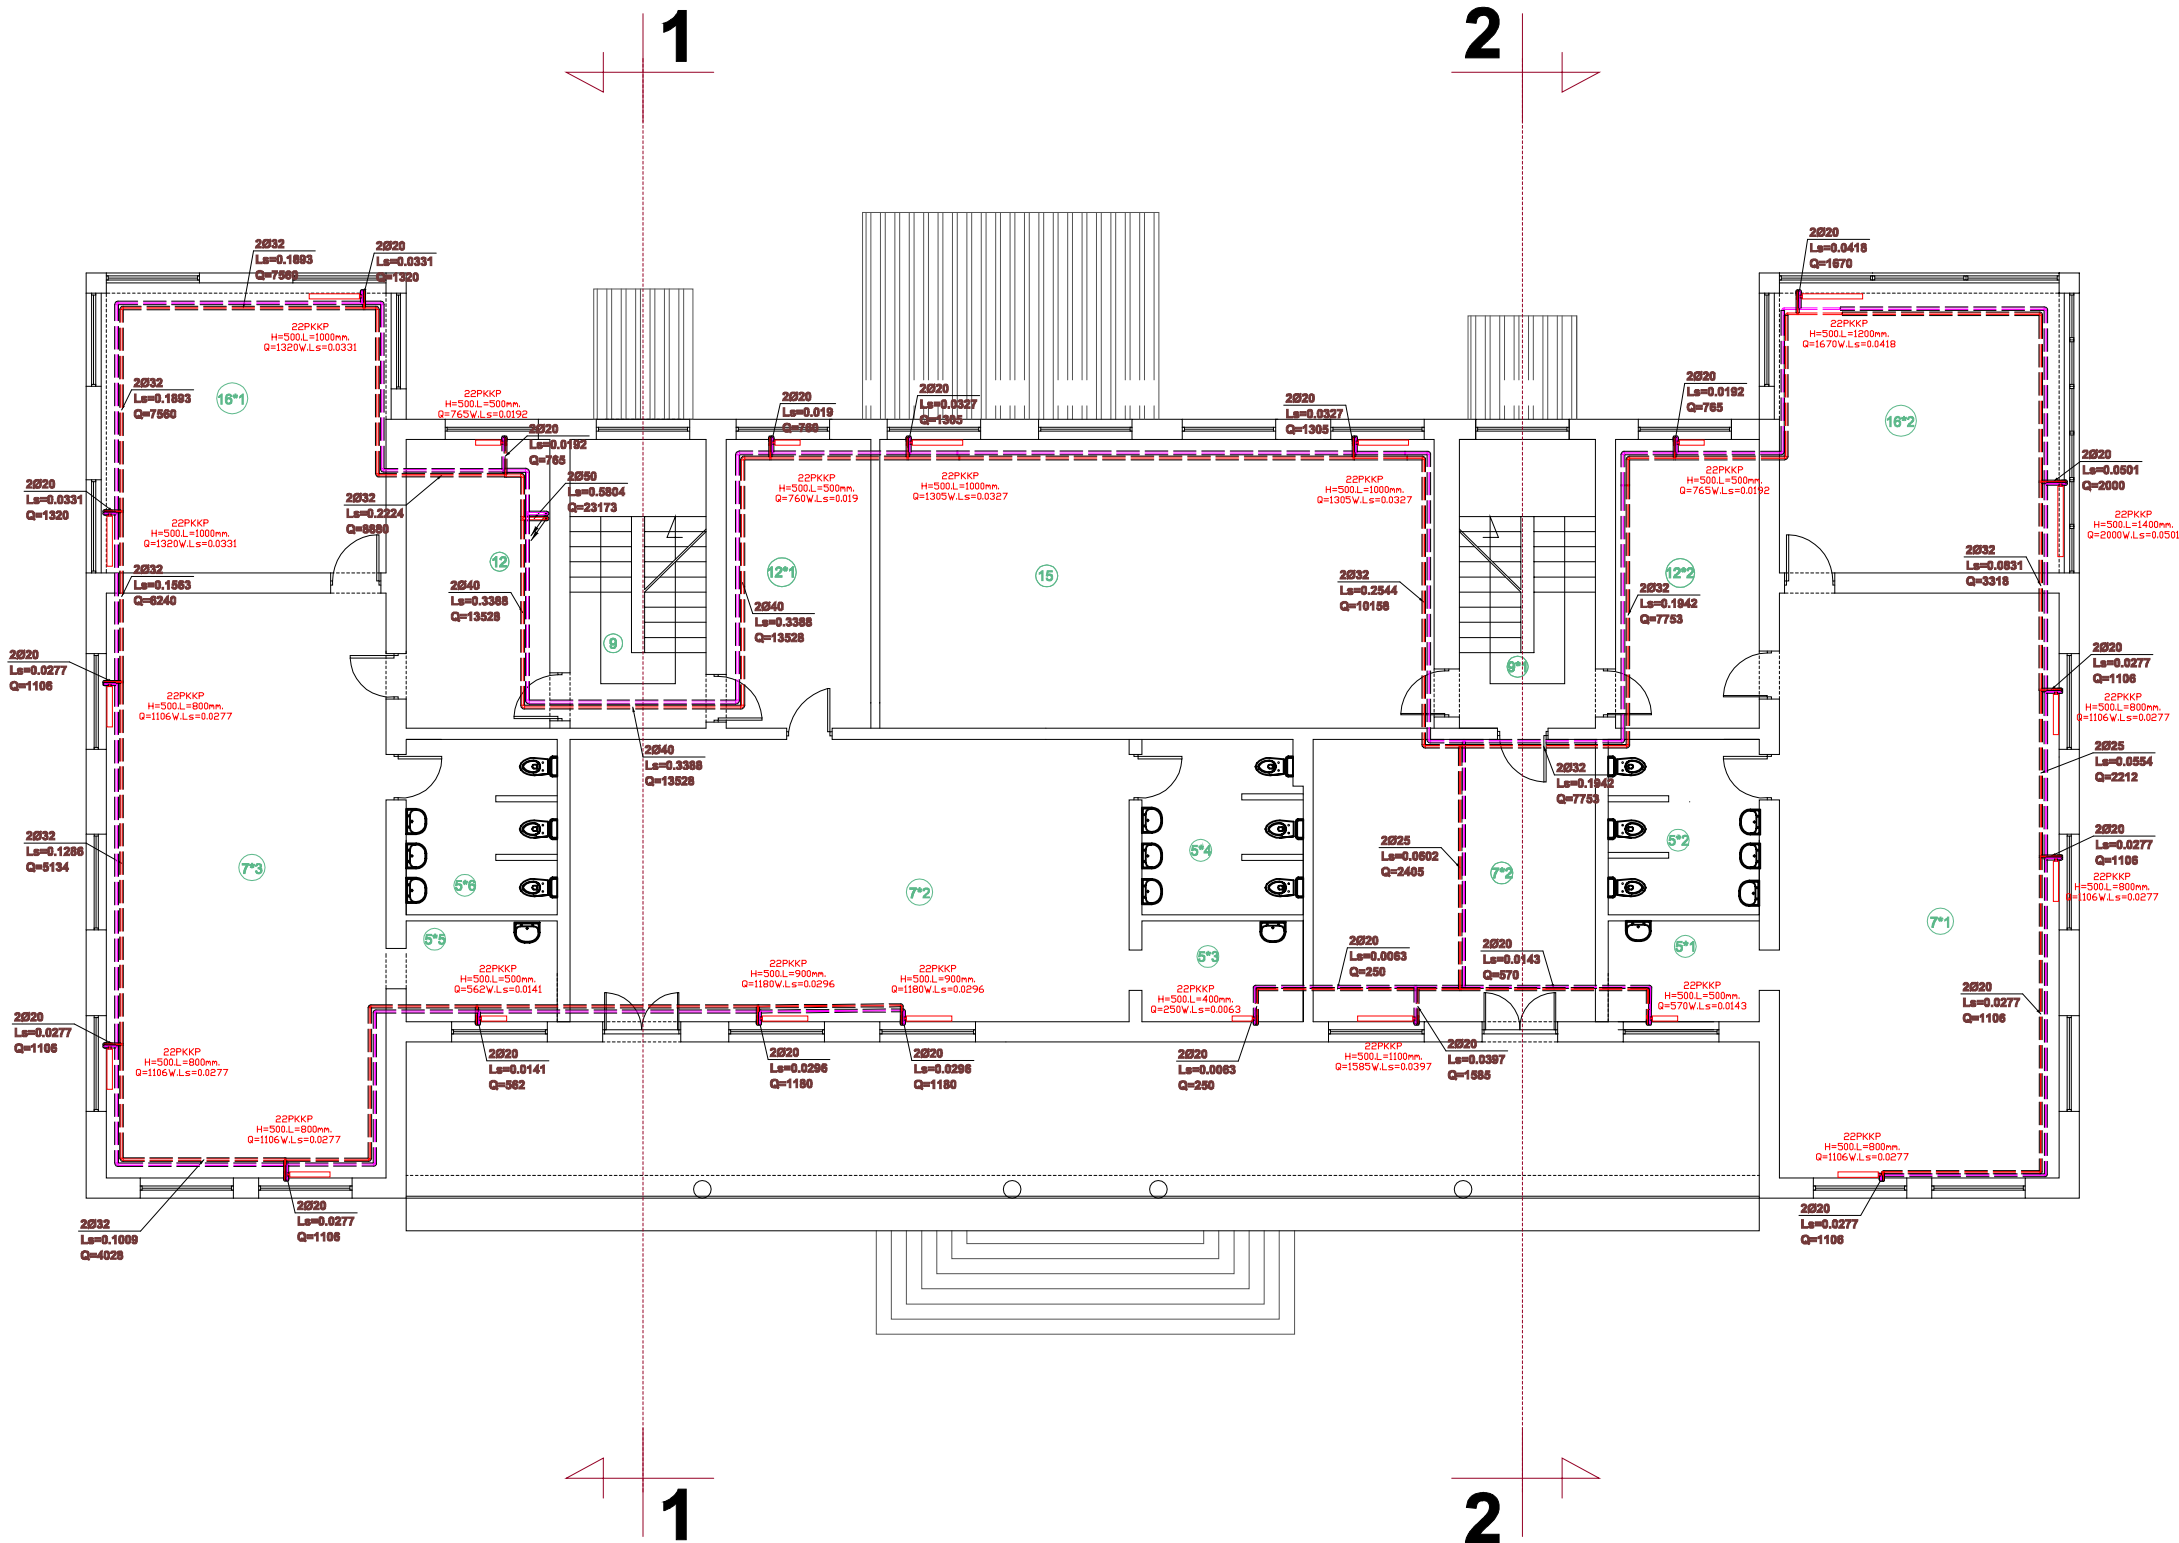 1
2
2Ø32
Ls=0.1893
Q=7560
2Ø20
Ls=0.0331
Q=1320
2Ø20
Ls=0.0418
Q=1670
22PKKP
H=500.L=1000mm.
Q=1320W.Ls=0.0331
22PKKP
H=500.L=1200mm.
Q=1670W.Ls=0.0418
2Ø32
Ls=0.1893
Q=7560
16*1
22PKKP
H=500.L=500mm.
Q=765W.Ls=0.0192
2Ø20
Ls=0.0192
Q=765
2Ø20
Ls=0.019
Q=760
2Ø20
Ls=0.0327
Q=1305
2Ø20
Ls=0.0327
Q=1305
2Ø20
Ls=0.0192
Q=765
16*2
2Ø20
Ls=0.0331
Q=1320
22PKKP
H=500.L=1000mm.
Q=1320W.Ls=0.0331
2Ø32
Ls=0.2224
Q=8880
2Ø50
Ls=0.5804
Q=23173
22PKKP
H=500.L=500mm.
Q=760W.Ls=0.019
22PKKP
H=500.L=1000mm.
Q=1305W.Ls=0.0327
22PKKP
H=500.L=1000mm.
Q=1305W.Ls=0.0327
22PKKP
H=500.L=500mm.
Q=765W.Ls=0.0192
2Ø20
Ls=0.0501
Q=2000
22PKKP
H=500.L=1400mm.
Q=2000W.Ls=0.0501
2Ø32
Ls=0.1563
Q=6240
12
2Ø40
Ls=0.3388
Q=13528
9
12*1
2Ø40
Ls=0.3388
Q=13528
15
2Ø32
Ls=0.2544
Q=10158
9*1
12*2
2Ø32
Ls=0.1942
Q=7753
2Ø32
Ls=0.0831
Q=3318
2Ø20
Ls=0.0277
Q=1106
22PKKP
H=500.L=800mm.
Q=1106W.Ls=0.0277
2Ø20
Ls=0.0277
Q=1106
22PKKP
H=500.L=800mm.
Q=1106W.Ls=0.0277
2Ø40
Ls=0.3388
Q=13528
2Ø32
Ls=0.1942
Q=7753
2Ø25
Ls=0.0554
Q=2212
2Ø32
Ls=0.1286
Q=5134
7*3
5*6
7*2
5*4
2Ø25
Ls=0.0602
Q=2405
7*2
5*2
2Ø20
Ls=0.0277
Q=1106
22PKKP
H=500.L=800mm.
Q=1106W.Ls=0.0277
7*1
5*5
22PKKP
H=500.L=500mm.
Q=562W.Ls=0.0141
22PKKP
H=500.L=900mm.
Q=1180W.Ls=0.0296
22PKKP
H=500.L=900mm.
Q=1180W.Ls=0.0296
5*3
22PKKP
H=500.L=400mm.
Q=250W.Ls=0.0063
2Ø20
Ls=0.0063
Q=250
2Ø20
Ls=0.0143
Q=570
5*1
22PKKP
H=500.L=500mm.
Q=570W.Ls=0.0143
2Ø20
Ls=0.0277
Q=1106
2Ø20
Ls=0.0277
Q=1106
22PKKP
H=500.L=800mm.
Q=1106W.Ls=0.0277
2Ø20
Ls=0.0141
Q=562
2Ø20
Ls=0.0296
Q=1180
2Ø20
Ls=0.0296
Q=1180
2Ø20
Ls=0.0063
Q=250
22PKKP
H=500.L=1100mm.
Q=1585W.Ls=0.0397
2Ø20
Ls=0.0397
Q=1585
22PKKP
H=500.L=800mm.
Q=1106W.Ls=0.0277
22PKKP
H=500.L=800mm.
Q=1106W.Ls=0.0277
2Ø32
Ls=0.1009
Q=4028
2Ø20
Ls=0.0277
Q=1106
2Ø20
Ls=0.0277
Q=1106
1
2